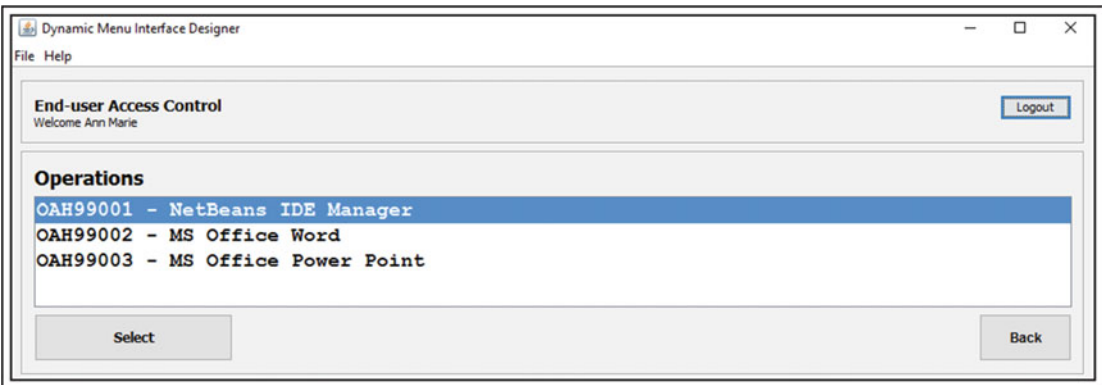 Dynamic Menu Interface Designer
File Help
End-user Access Control
Welcome Ann Marie
Logout
Operations
OAH99001 - NetBeans IDE Manager
OAH99002 - MS Office Word
OAH99003 - MS Office Power Point
Select
Back